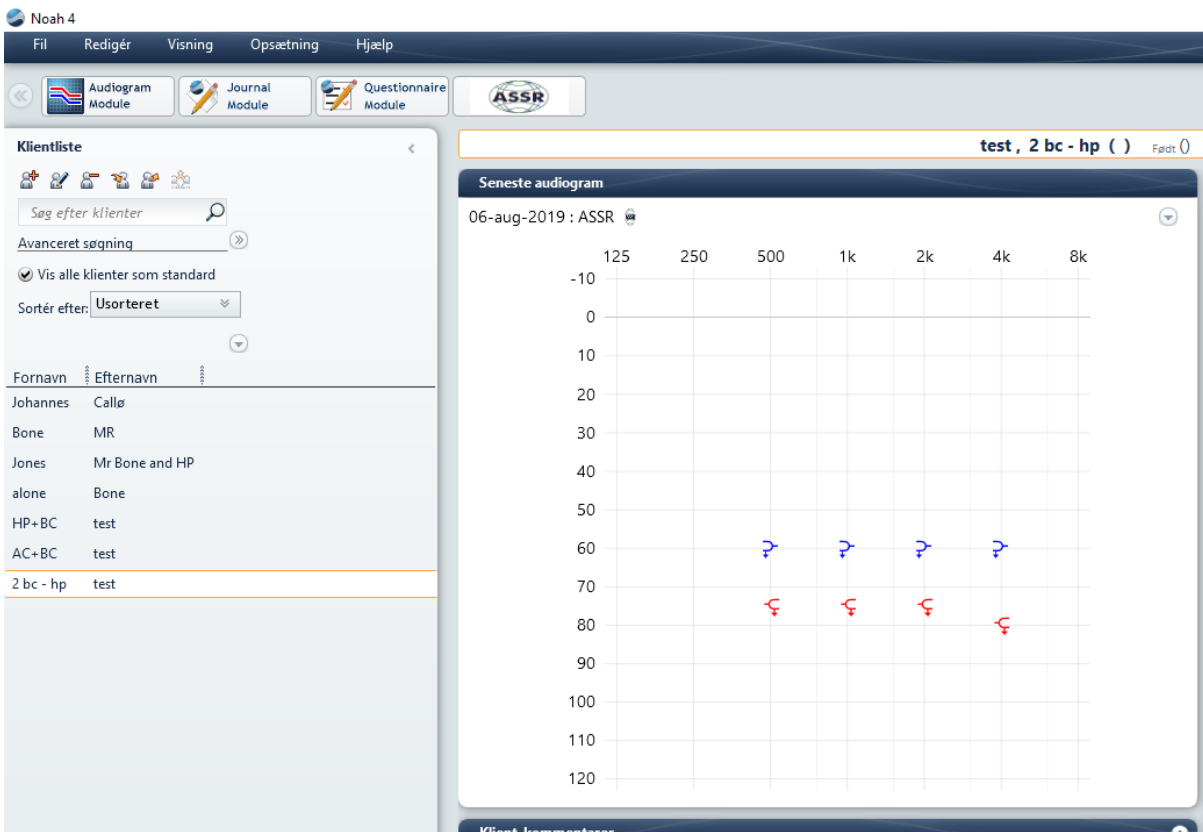 Noah 4
Fil Redigér Visning Opsætning Hjælp
Audiogram Module
Journal Module
Questionnaire Module
ASSR
Klientliste
Søg efter klienter
Avanceret søgning
Vis alle klienter som standard
Sortér efter: Usorteret
Fornavn Efternavn
Johannes Callø
Bone MR
Jones Mr Bone and HP
alone Bone
HP+BC test
AC+BC test
2 bc - hp test
test , 2 bc - hp ( ) Født ()
Seneste audiogram
06-aug-2019 : ASSR
125 250 500 1k 2k 4k 8k
-10
0
10
20
30
40
50
60
70
80
90
100
110
120
Klient-kommentarer